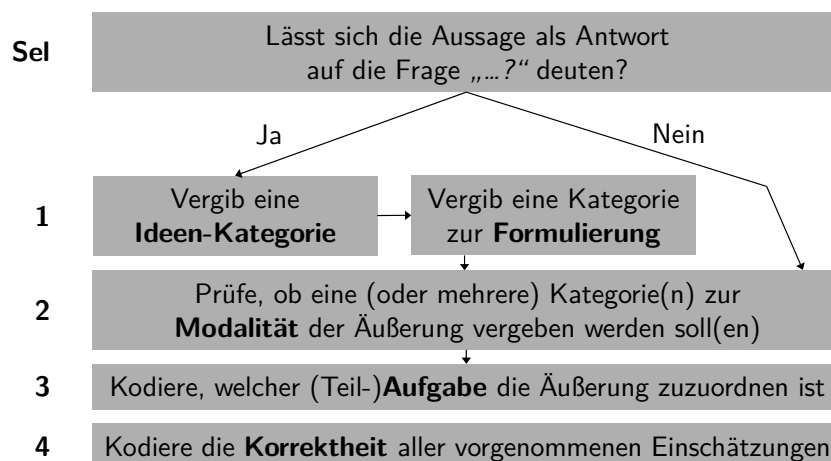 Sel
Lässt sich die Aussage als Antwort
auf die Frage „...?“ deuten?
Ja
Nein
1
Vergib eine
Ideen-Kategorie
Vergib eine Kategorie
zur Formulierung
2
Prüfe, ob eine (oder mehrere) Kategorie(n) zur
Modalität der Äußerung vergeben werden soll(en)
3
Kodiere, welcher (Teil-)Aufgabe die Äußerung zuzuordnen ist
4
Kodiere die Korrektheit aller vorgenommenen Einschätzungen